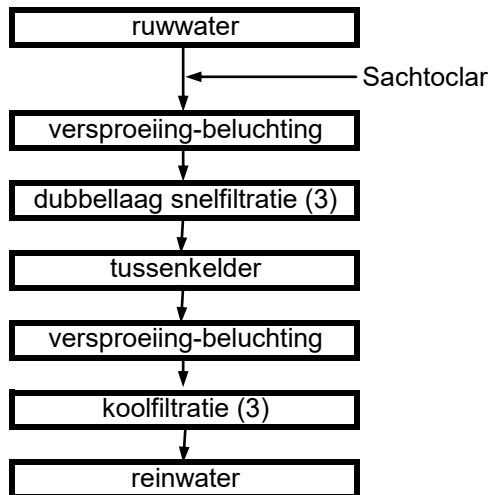 ruwwater
Sachtoclar
versproeiing-beluchting
dubbellaag snelfiltratie (3)
tussenkelder
versproeiing-beluchting
koolfiltratie (3)
reinwater